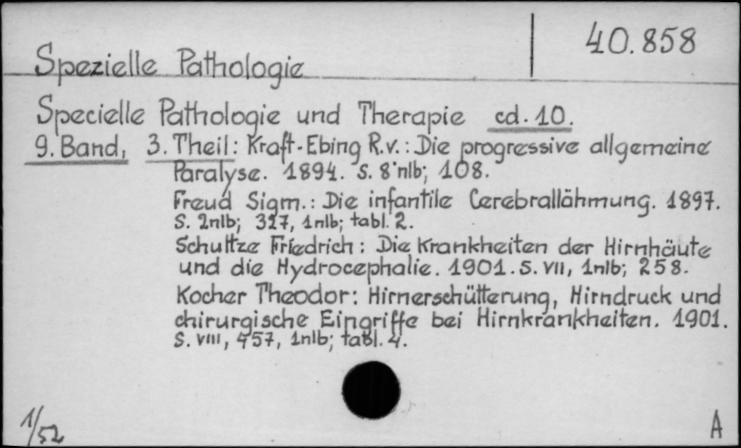 40.858
Spezielle Pathologie
Specielle Pathologie und Therapie cd. 10.
9. Band, 3. Theil: Kraft-Ebing R.v.: Die progressive allgemeine
Paralyse. 1894. S. 8 nlb; 108.
Freud Sigm.: Die infantile Cerebrallähmung. 1897.
S. 2nlb; 327, 1nlb; tabl. 2.
Schultze Friedrich: Die Krankheiten der Hirnhäute
und die Hydrocephalie. 1901. S. VII, 1nlb; 258.
Kocher Theodor: Hirnerschütterung, Hirndruck und
chirurgische Eingriffe bei Hirnkrankheiten. 1901.
S. VIII, 457, 1nlb; tabl. 4.
1/52
A